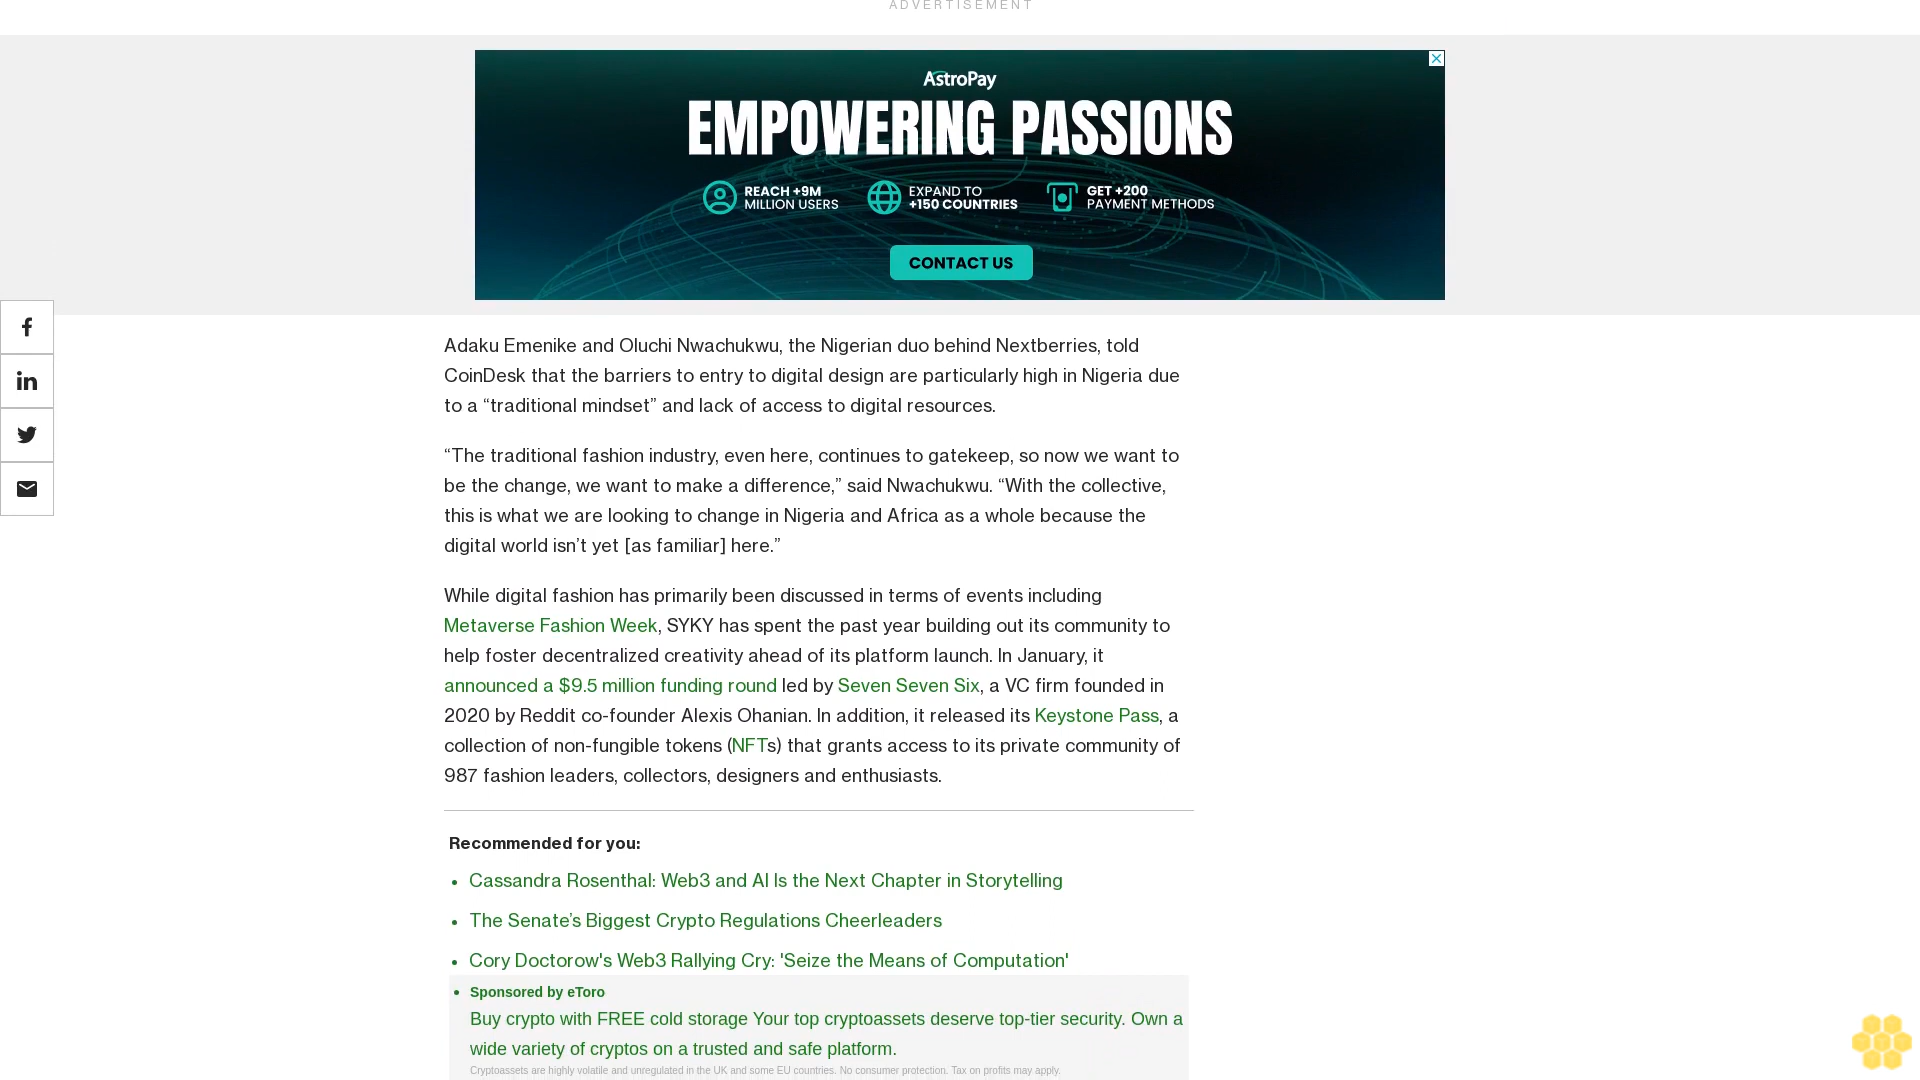 ADVERTISEMENT
AstroPay
EMPOWERING PASSIONS
REACH +9M
MILLION USERS
EXPAND TO
+150 COUNTRIES
GET +200
PAYMENT METHODS
CONTACT US
Adaku Emenike and Oluchi Nwachukwu, the Nigerian duo behind Nextberries, told
CoinDesk that the barriers to entry to digital design are particularly high in Nigeria due
to a “traditional mindset” and lack of access to digital resources.
“The traditional fashion industry, even here, continues to gatekeep, so now we want to
be the change, we want to make a difference,” said Nwachukwu. “With the collective,
this is what we are looking to change in Nigeria and Africa as a whole because the
digital world isn’t yet [as familiar] here.”
While digital fashion has primarily been discussed in terms of events including
Metaverse Fashion Week, SYKY has spent the past year building out its community to
help foster decentralized creativity ahead of its platform launch. In January, it
announced a $9.5 million funding round led by Seven Seven Six, a VC firm founded in
2020 by Reddit co-founder Alexis Ohanian. In addition, it released its Keystone Pass, a
collection of non-fungible tokens (NFTs) that grants access to its private community of
987 fashion leaders, collectors, designers and enthusiasts.
Recommended for you:
• Cassandra Rosenthal: Web3 and AI Is the Next Chapter in Storytelling
• The Senate’s Biggest Crypto Regulations Cheerleaders
• Cory Doctorow's Web3 Rallying Cry: 'Seize the Means of Computation'
• Sponsored by eToro
Buy crypto with FREE cold storage Your top cryptoassets deserve top-tier security. Own a
wide variety of cryptos on a trusted and safe platform.
Cryptoassets are highly volatile and unregulated in the UK and some EU countries. No consumer protection. Tax on profits may apply.